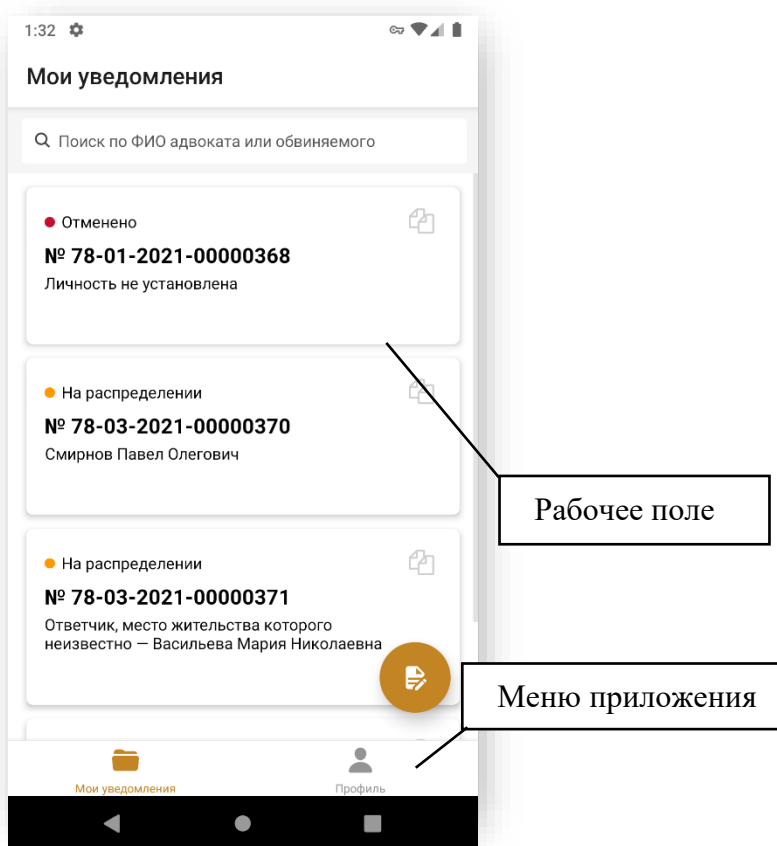 1:32
Мои уведомления
Поиск по ФИО адвоката или обвиняемого
Отменено
№ 78-01-2021-00000368
Личность не установлена
На распределении
№ 78-03-2021-00000370
Смирнов Павел Олегович
Рабочее поле
На распределении
№ 78-03-2021-00000371
Ответчик, место жительства которого
неизвестно — Васильева Мария Николаевна
Меню приложения
Мои уведомления
Профиль